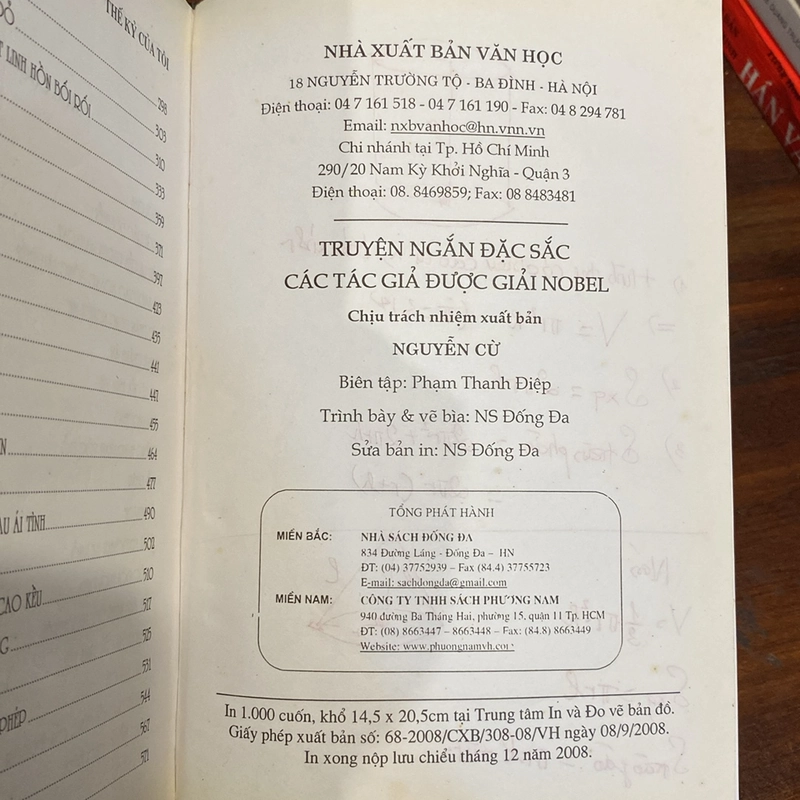 THẾ KỶ CỦA TÔI
298
LINH HỒN BỐI RỐI
303
310
333
359
371
397
423
435
441
447
455
464
477
ÁI TÌNH
490
502
CAO KỀU
510
517
525
531
544
PHÉP
567
571
NHÀ XUẤT BẢN VĂN HỌC
18 NGUYỄN TRƯỜNG TỘ - BA ĐÌNH - HÀ NỘI
Điện thoại: 04 7 161 518 - 04 7 161 190 - Fax: 04 8 294 781
Email: nxbvanhoc@hn.vnn.vn
Chi nhánh tại Tp. Hồ Chí Minh
290/20 Nam Kỳ Khởi Nghĩa - Quận 3
Điện thoại: 08. 8469859; Fax: 08 8483481
TRUYỆN NGẮN ĐẶC SẮC
CÁC TÁC GIẢ ĐƯỢC GIẢI NOBEL
Chịu trách nhiệm xuất bản
NGUYỄN CỪ
Biên tập: Phạm Thanh Điệp
Trình bày & vẽ bìa: NS Đống Đa
Sửa bản in: NS Đống Đa
TỔNG PHÁT HÀNH
MIỀN BẮC: NHÀ SÁCH ĐỐNG ĐA
834 Đường Láng - Đống Đa – HN
ĐT: (04) 37752939 – Fax (84.4) 37755723
E-mail: sachdongda@gmail.com
MIỀN NAM: CÔNG TY TNHH SÁCH PHƯƠNG NAM
940 đường Ba Tháng Hai, phường 15, quận 11 Tp. HCM
ĐT: (08) 8663447 – 8663448 – Fax: (84.8) 8663449
Website: www.phuongnamvh.com
In 1.000 cuốn, khổ 14,5 x 20,5cm tại Trung tâm In và Đo vẽ bản đồ.
Giấy phép xuất bản số: 68-2008/CXB/308-08/VH ngày 08/9/2008.
In xong nộp lưu chiểu tháng 12 năm 2008.
HÁN VĂ